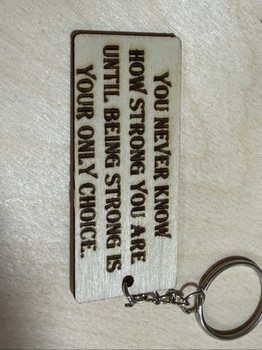 YOU NEVER KNOW
HOW STRONG YOU ARE
UNTIL BEING STRONG IS
YOUR ONLY CHOICE.